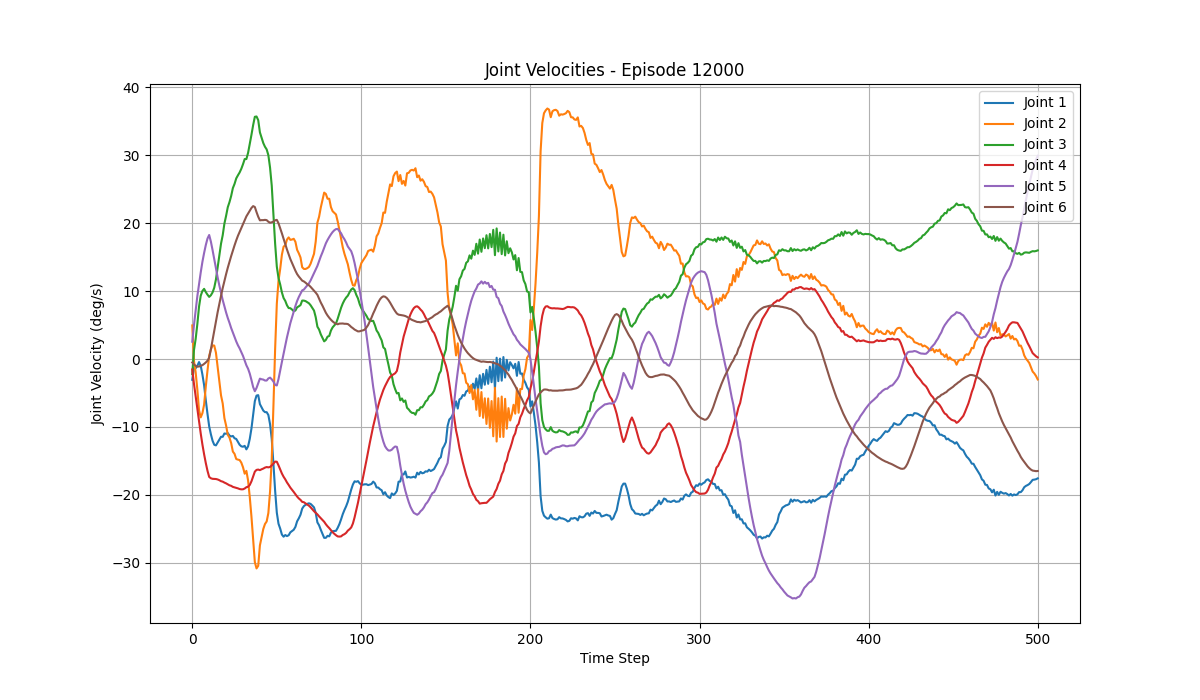 Joint Velocities - Episode 12000
Joint Velocity (deg/s)
40
30
20
10
0
−10
−20
−30
Joint 1
Joint 2
Joint 3
Joint 4
Joint 5
Joint 6
0 100 200 300 400 500
Time Step